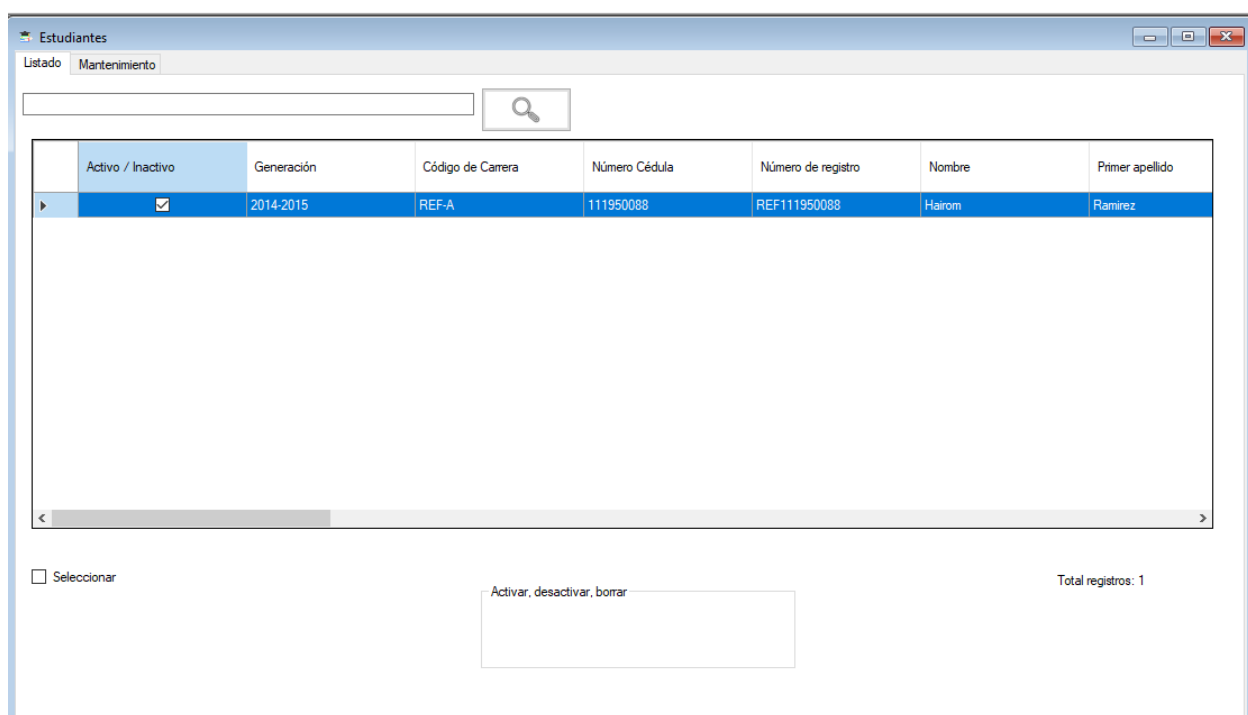 Estudiantes
Listado Mantenimiento
Activo / Inactivo Generación Código de Carrera Número Cédula Número de registro Nombre Primer apellido
2014-2015 REF-A 111950088 REF111950088 Hairom Ramirez
Seleccionar
Total registros: 1
Activar, desactivar, borrar